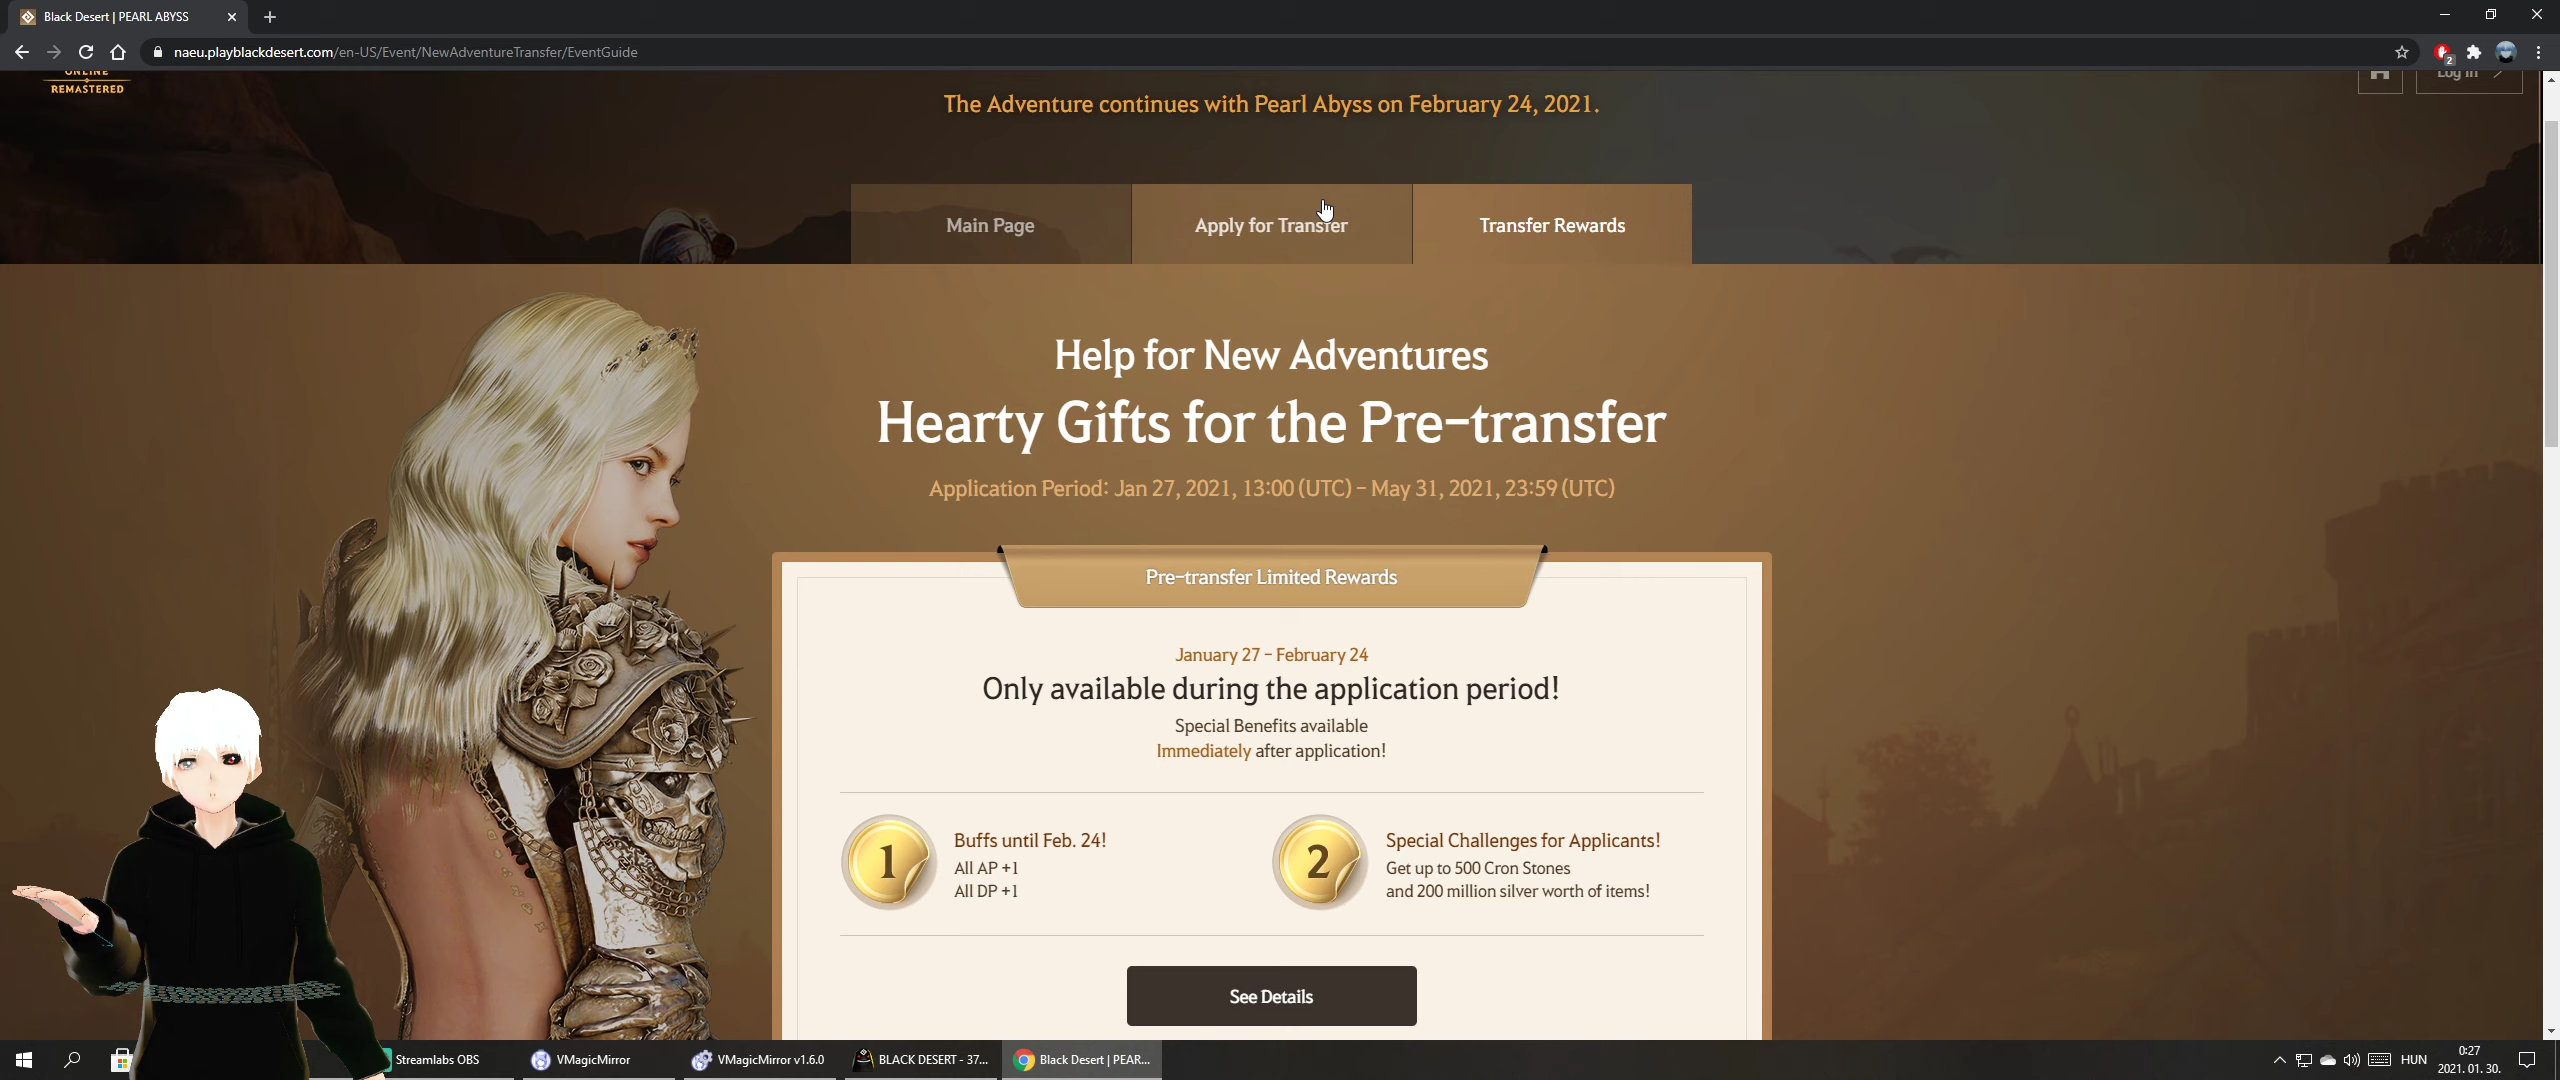 Black Desert | PEARL ABYSS
naeu.playblackdesert.com/en-US/Event/NewAdventureTransfer/EventGuide
2
ONLINE
REMASTERED
Log In
The Adventure continues with Pearl Abyss on February 24, 2021.
Main Page
Apply for Transfer
Transfer Rewards
Help for New Adventures
Hearty Gifts for the Pre-transfer
Application Period: Jan 27, 2021, 13:00 (UTC) - May 31, 2021, 23:59 (UTC)
Pre-transfer Limited Rewards
January 27 - February 24
Only available during the application period!
Special Benefits available
Immediately after application!
1
Buffs until Feb. 24!
All AP +1
All DP +1
2
Special Challenges for Applicants!
Get up to 500 Cron Stones
and 200 million silver worth of items!
See Details
Streamlabs OBS
VMagicMirror
VMagicMirror v1.6.0
BLACK DESERT - 37...
Black Desert | PEAR...
HUN
0:27
2021. 01. 30.